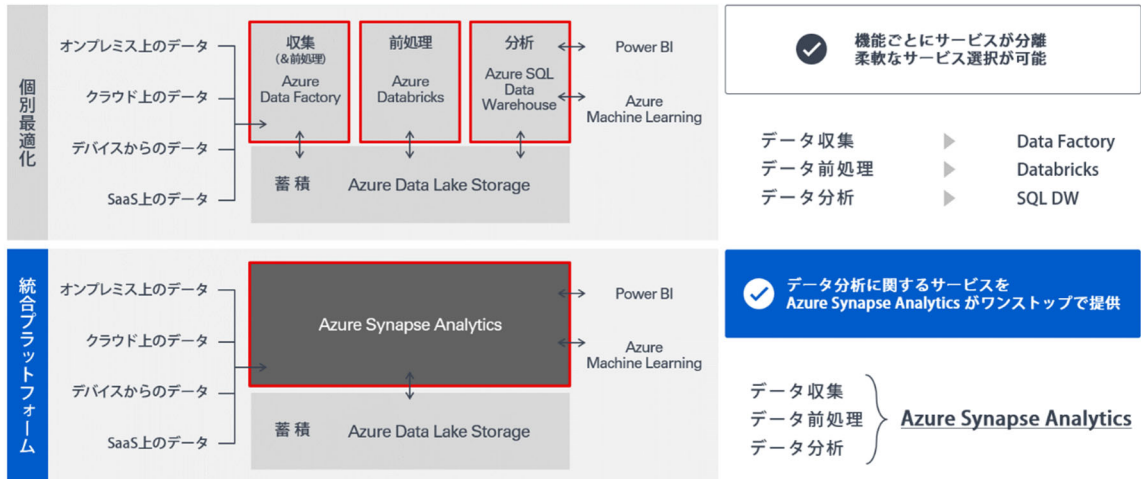 個別最適化
オンプレミス上のデータ
クラウド上のデータ
デバイスからのデータ
SaaS上のデータ
収集
(&前処理)
Azure
Data Factory
前処理
Azure
Databricks
分析
Azure SQL
Data
Warehouse
Power BI
Azure
Machine Learning
蓄積 Azure Data Lake Storage
機能ごとにサービスが分離
柔軟なサービス選択が可能
データ収集 Data Factory
データ前処理 Databricks
データ分析 SQL DW
統合プラットフォーム
オンプレミス上のデータ
クラウド上のデータ
デバイスからのデータ
SaaS上のデータ
Azure Synapse Analytics
Power BI
Azure
Machine Learning
蓄積 Azure Data Lake Storage
データ分析に関するサービスを
Azure Synapse Analytics がワンストップで提供
データ収集
データ前処理
データ分析
Azure Synapse Analytics